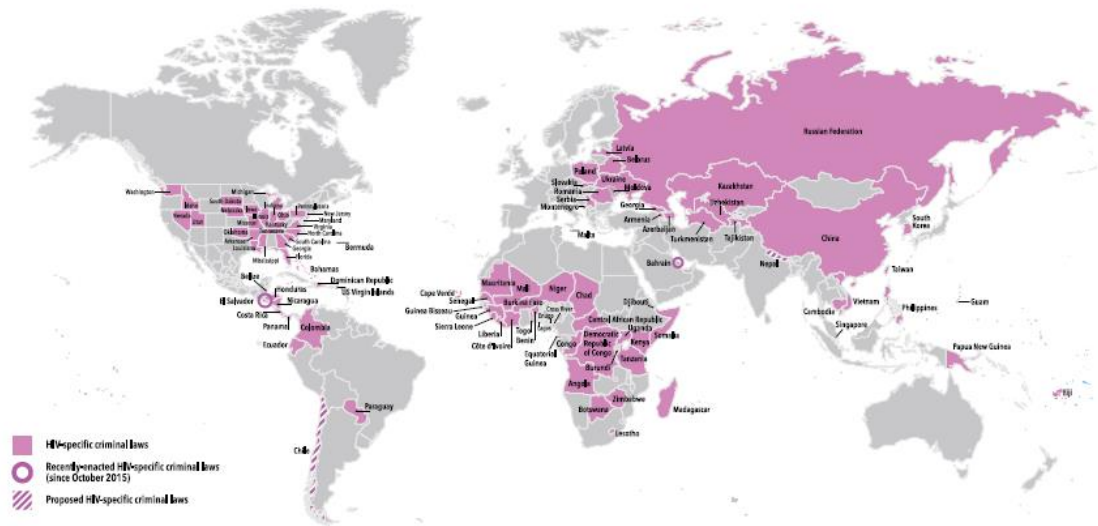 Russian Federation
Latvia
Belarus
Poland
Ukraine
Slovakia
Moldova
Romania
Kazakhstan
Serbia
Georgia
Uzbekistan
Montenegro
Armenia
South
Korea
Azerbaijan
Tajikistan
China
Turkmenistan
Malta
Bahrain
Nepal
Taiwan
Washington
Michigan
South Dakota
Pennsylvania
Idaho
Nebraska
Iowa
Ohio
New Jersey
Nevada
Utah
Maryland
Missouri
Kentucky
Virginia
Oklahoma
North Carolina
Arkansas
South Carolina
Louisiana
Georgia
Bermuda
Mississippi
Florida
Bahamas
Belize
Dominican Republic
Honduras
US Virgin Islands
El Salvador
Nicaragua
Costa Rica
Panama
Colombia
Ecuador
Paraguay
Chile
Mauritania
Mali
Niger
Chad
Cape Verde
Senegal
Burkina Faso
Djibouti
Guinea Bissau
Cross River
Guinea
Central African Republic
Sierra Leone
Togo
Uganda
Somalia
Liberia
Benin
Congo
Democratic
Republic
of Congo
Kenya
Côte d'Ivoire
Equatorial
Guinea
Tanzania
Burundi
Angola
Zimbabwe
Botswana
Madagascar
Lesotho
Vietnam
Philippines
Guam
Cambodia
Singapore
Papua New Guinea
Fiji
HIV-specific criminal laws
Recently-enacted HIV-specific criminal laws
(since October 2015)
Proposed HIV-specific criminal laws